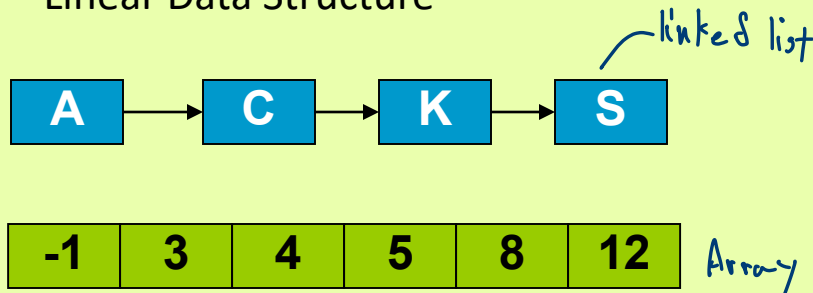 Linear Data Structure
linked list
A C K S
-1 3 4 5 8 12 Array